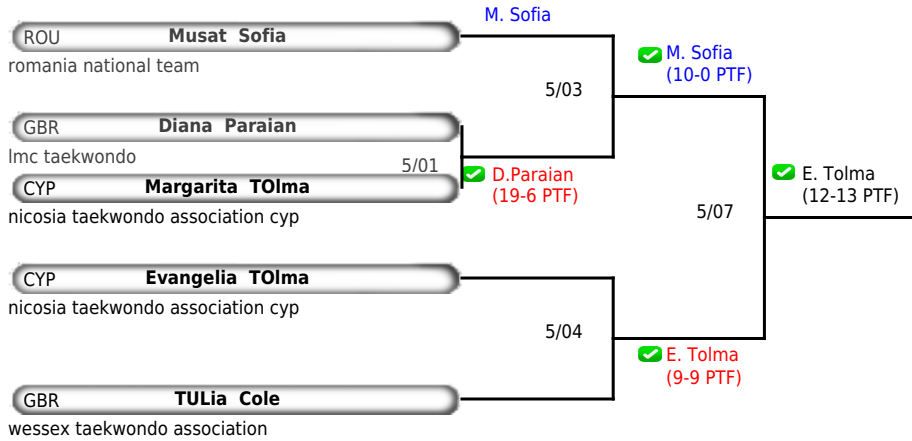 M. Sofia
ROU Musat Sofia
romania national team
M. Sofia
(10-0 PTF)
5/03
GBR Diana Paraian
lmc taekwondo
5/01
D.Paraian
(19-6 PTF)
CYP Margarita TOlma
nicosia taekwondo association cyp
E. Tolma
(12-13 PTF)
5/07
CYP Evangelia TOlma
nicosia taekwondo association cyp
5/04
E. Tolma
(9-9 PTF)
GBR TULia Cole
wessex taekwondo association